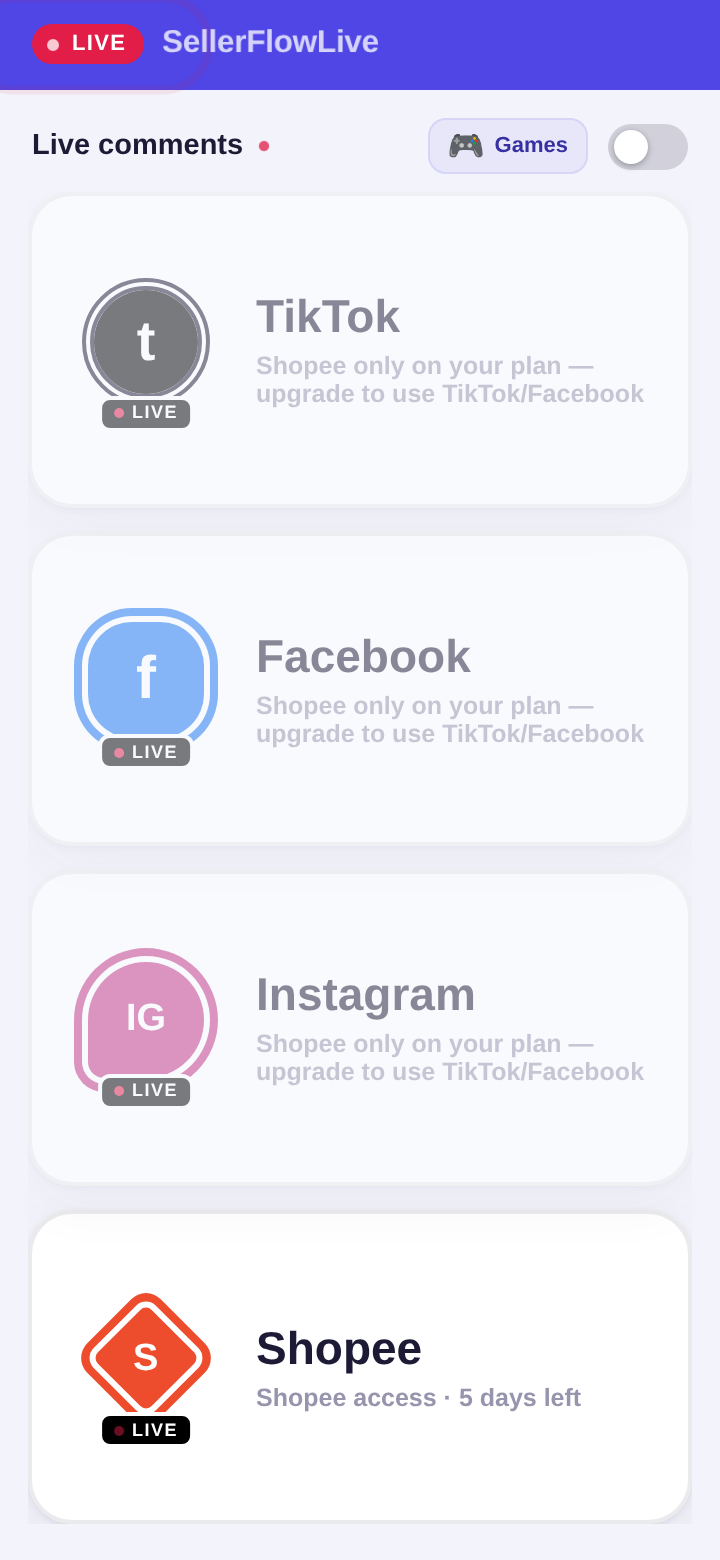 LIVE SellerFlowLive
Live comments
Games
t
LIVE
TikTok
Shopee only on your plan —
upgrade to use TikTok/Facebook
f
LIVE
Facebook
Shopee only on your plan —
upgrade to use TikTok/Facebook
IG
LIVE
Instagram
Shopee only on your plan —
upgrade to use TikTok/Facebook
S
LIVE
Shopee
Shopee access · 5 days left